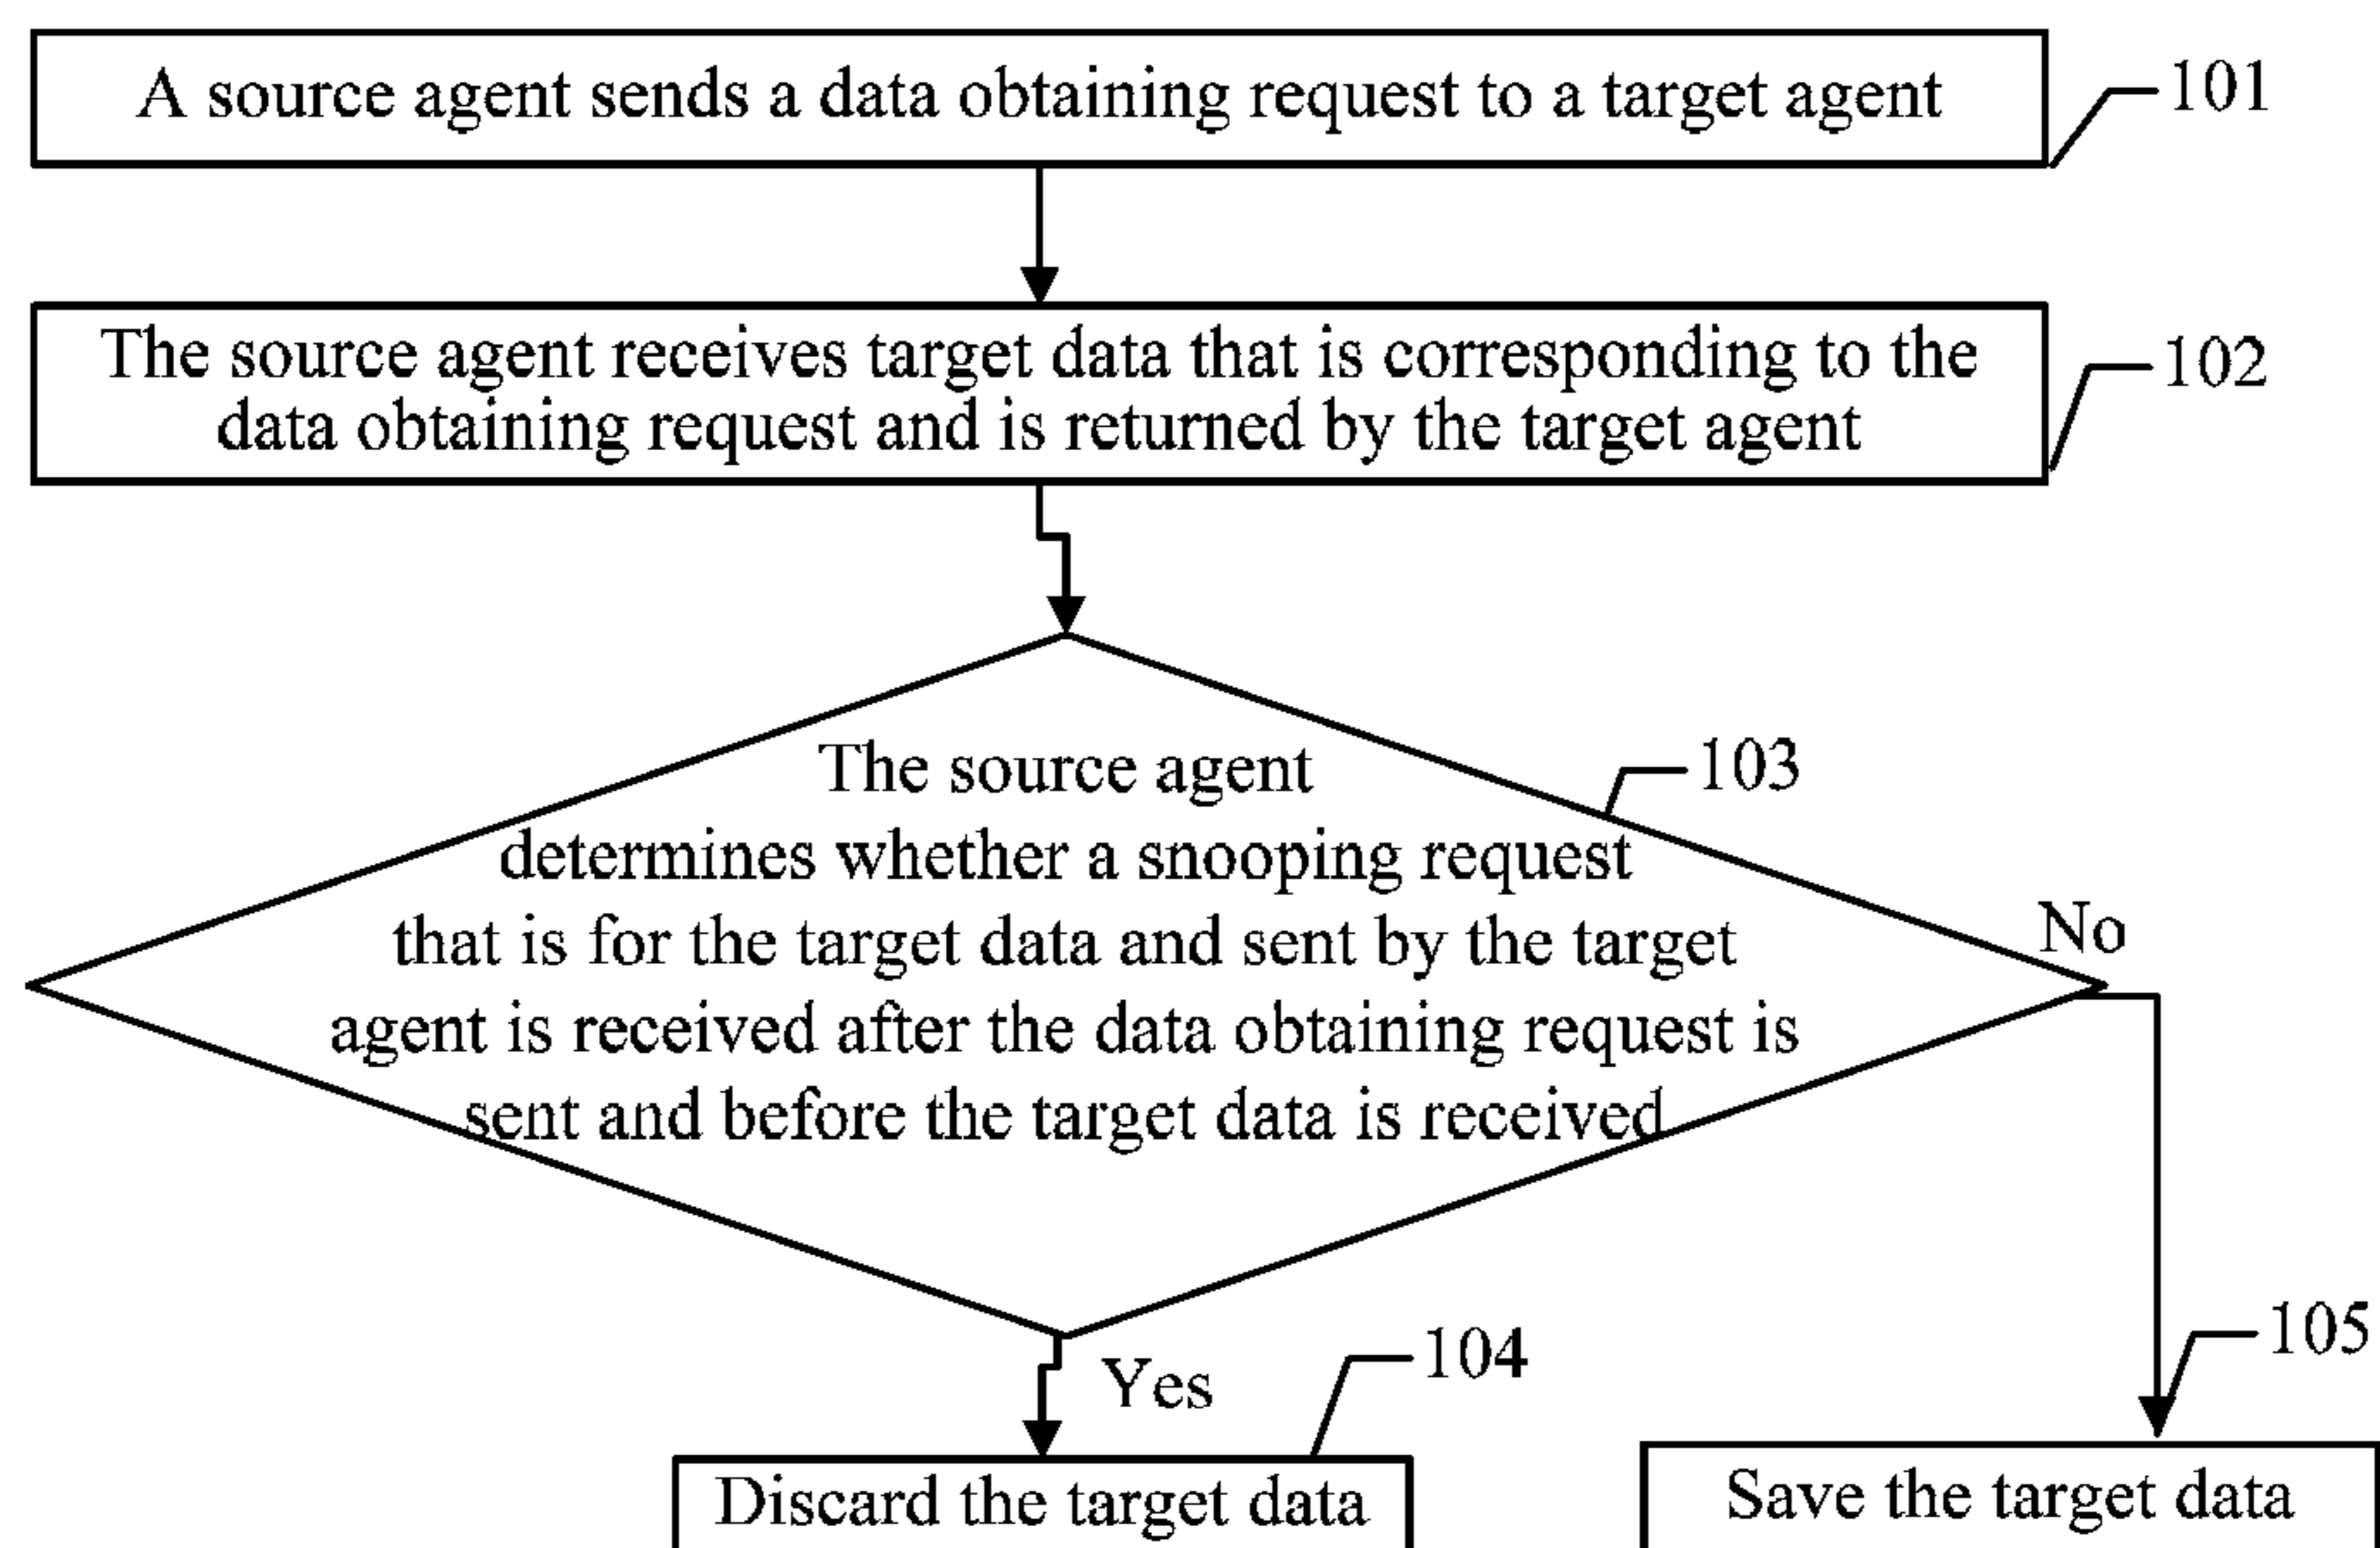 A source agent sends a data obtaining request to a target agent
101
The source agent receives target data that is corresponding to the
data obtaining request and is returned by the target agent
102
The source agent
determines whether a snooping request
that is for the target data and sent by the target
agent is received after the data obtaining request is
sent and before the target data is received
103
No
Yes
104
105
Discard the target data
Save the target data